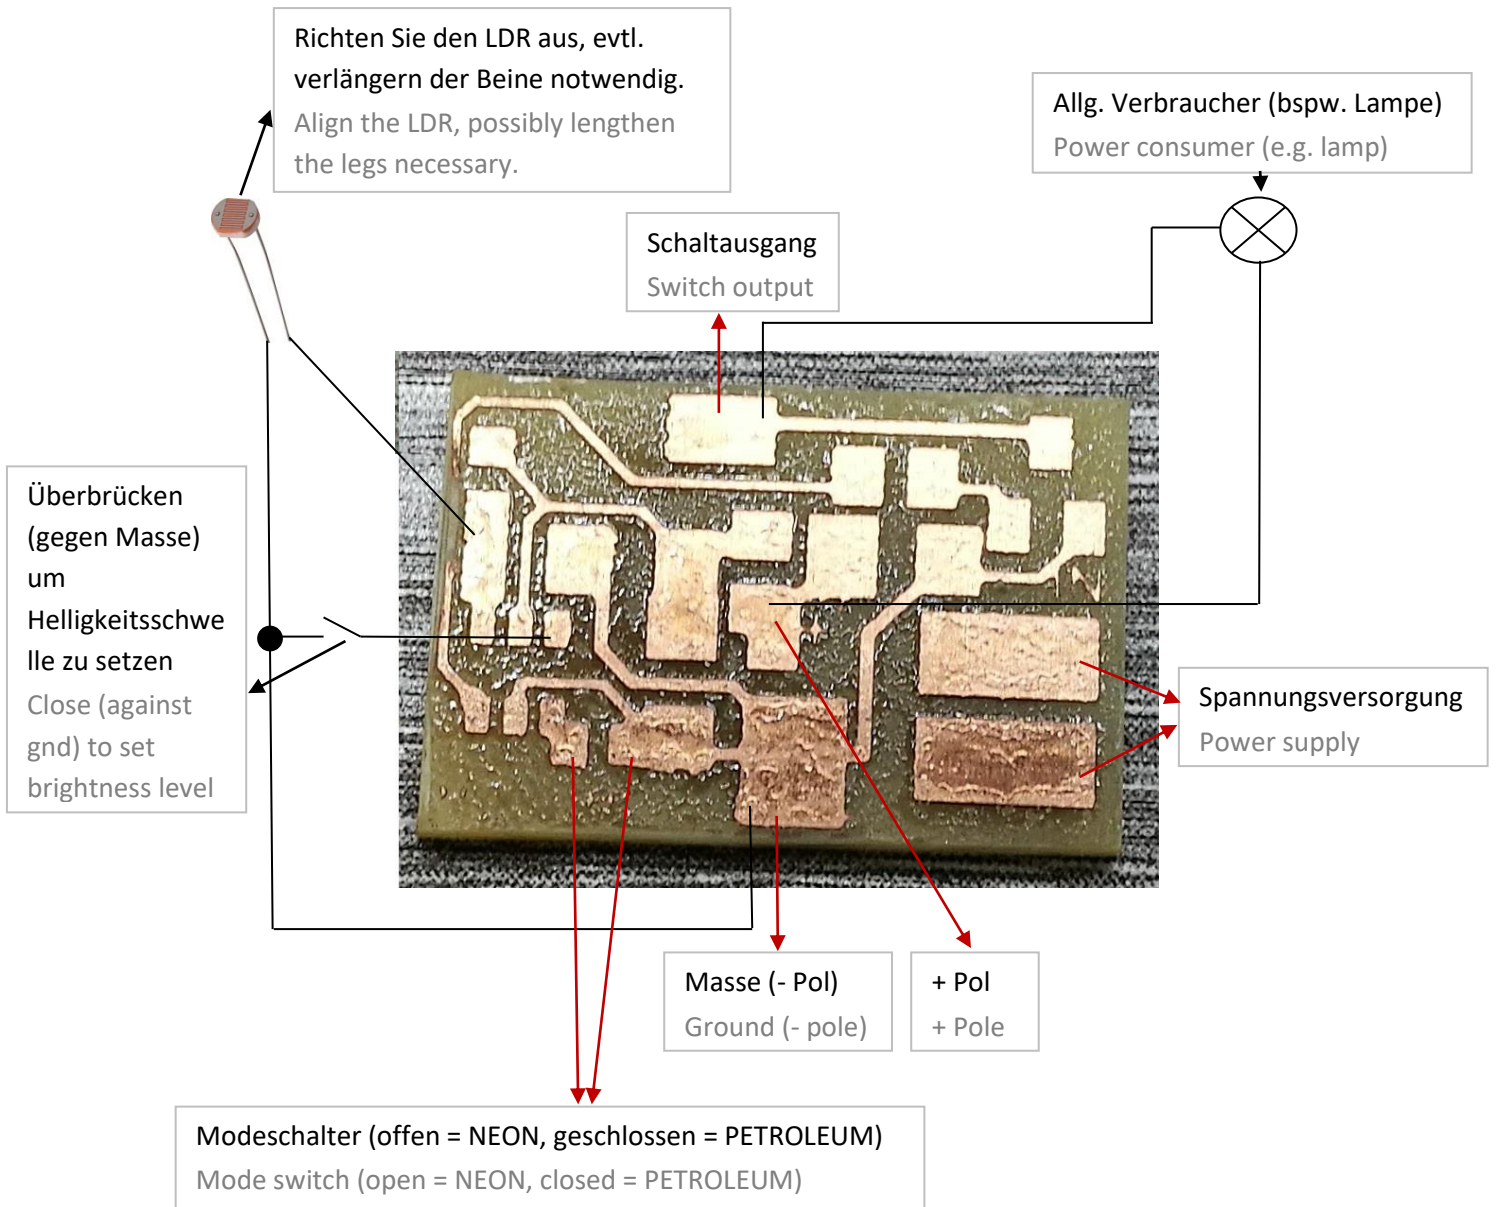 Richten Sie den LDR aus, evtl.
verlängern der Beine notwendig.
Align the LDR, possibly lengthen
the legs necessary.
Allg. Verbraucher (bspw. Lampe)
Power consumer (e.g. lamp)
Schaltausgang
Switch output
Überbrücken
(gegen Masse)
um
Helligkeitsschwe
lle zu setzen
Close (against
gnd) to set
brightness level
Spannungsversorgung
Power supply
Masse (- Pol)
Ground (- pole)
+ Pol
+ Pole
Modeschalter (offen = NEON, geschlossen = PETROLEUM)
Mode switch (open = NEON, closed = PETROLEUM)